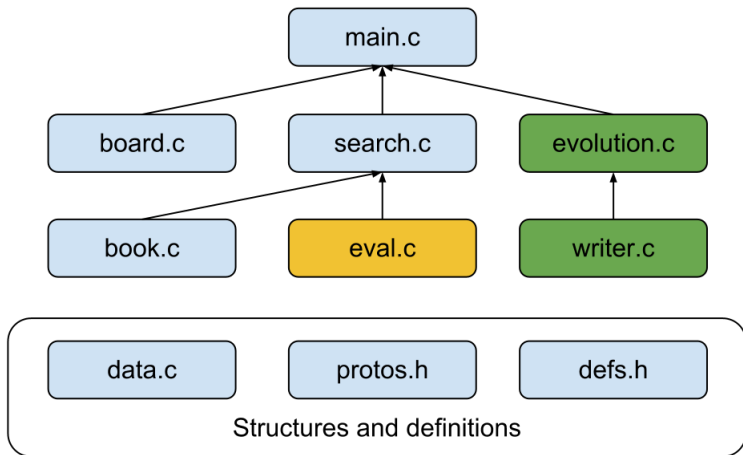 main.c
board.c
search.c
evolution.c
book.c
eval.c
writer.c
data.c
protos.h
defs.h
Structures and definitions